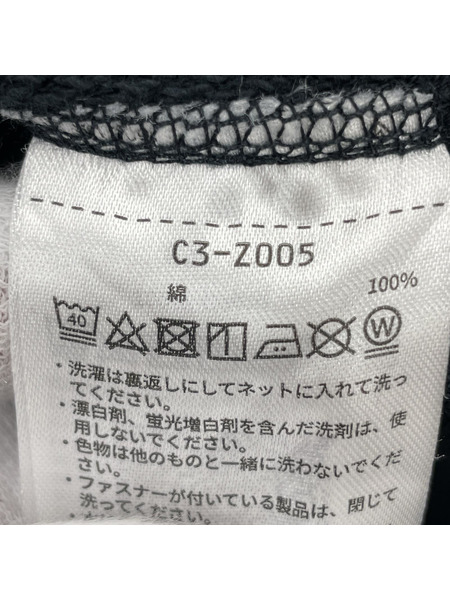 C3-Z005
綿 100%
40 W
・洗濯は裏返しにしてネットに入れて洗っ
てください。
・漂白剤、蛍光増白剤を含んだ洗剤は、使
用しないでください。
・色物は他のものと一緒に洗わないでくだ
さい。
・ファスナーが付いている製品は、閉じて
洗ってください。